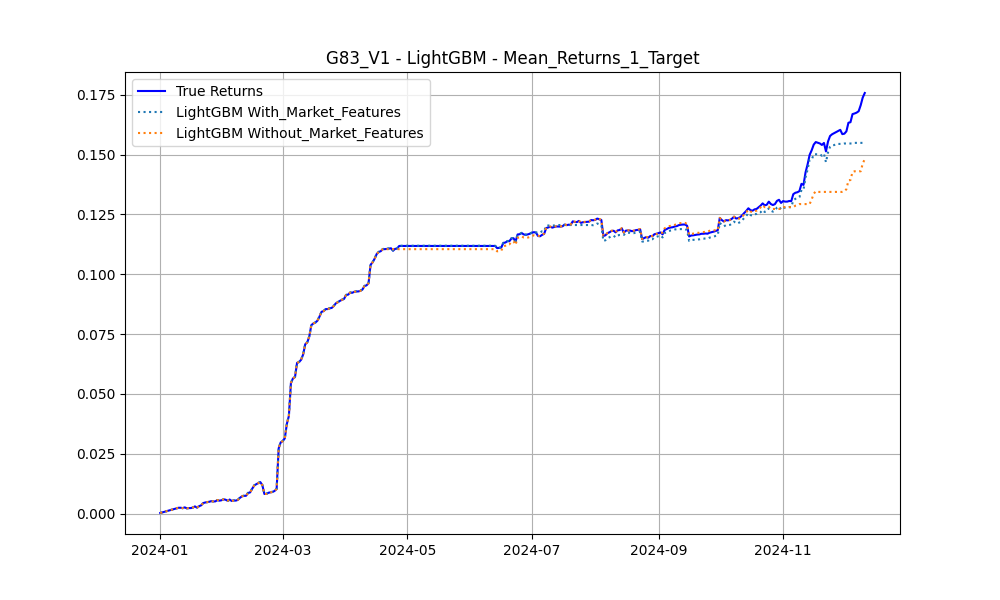 G83_V1 - LightGBM - Mean_Returns_1_Target
True Returns
LightGBM With_Market_Features
LightGBM Without_Market_Features
0.175
0.150
0.125
0.100
0.075
0.050
0.025
0.000
2024-01 2024-03 2024-05 2024-07 2024-09 2024-11